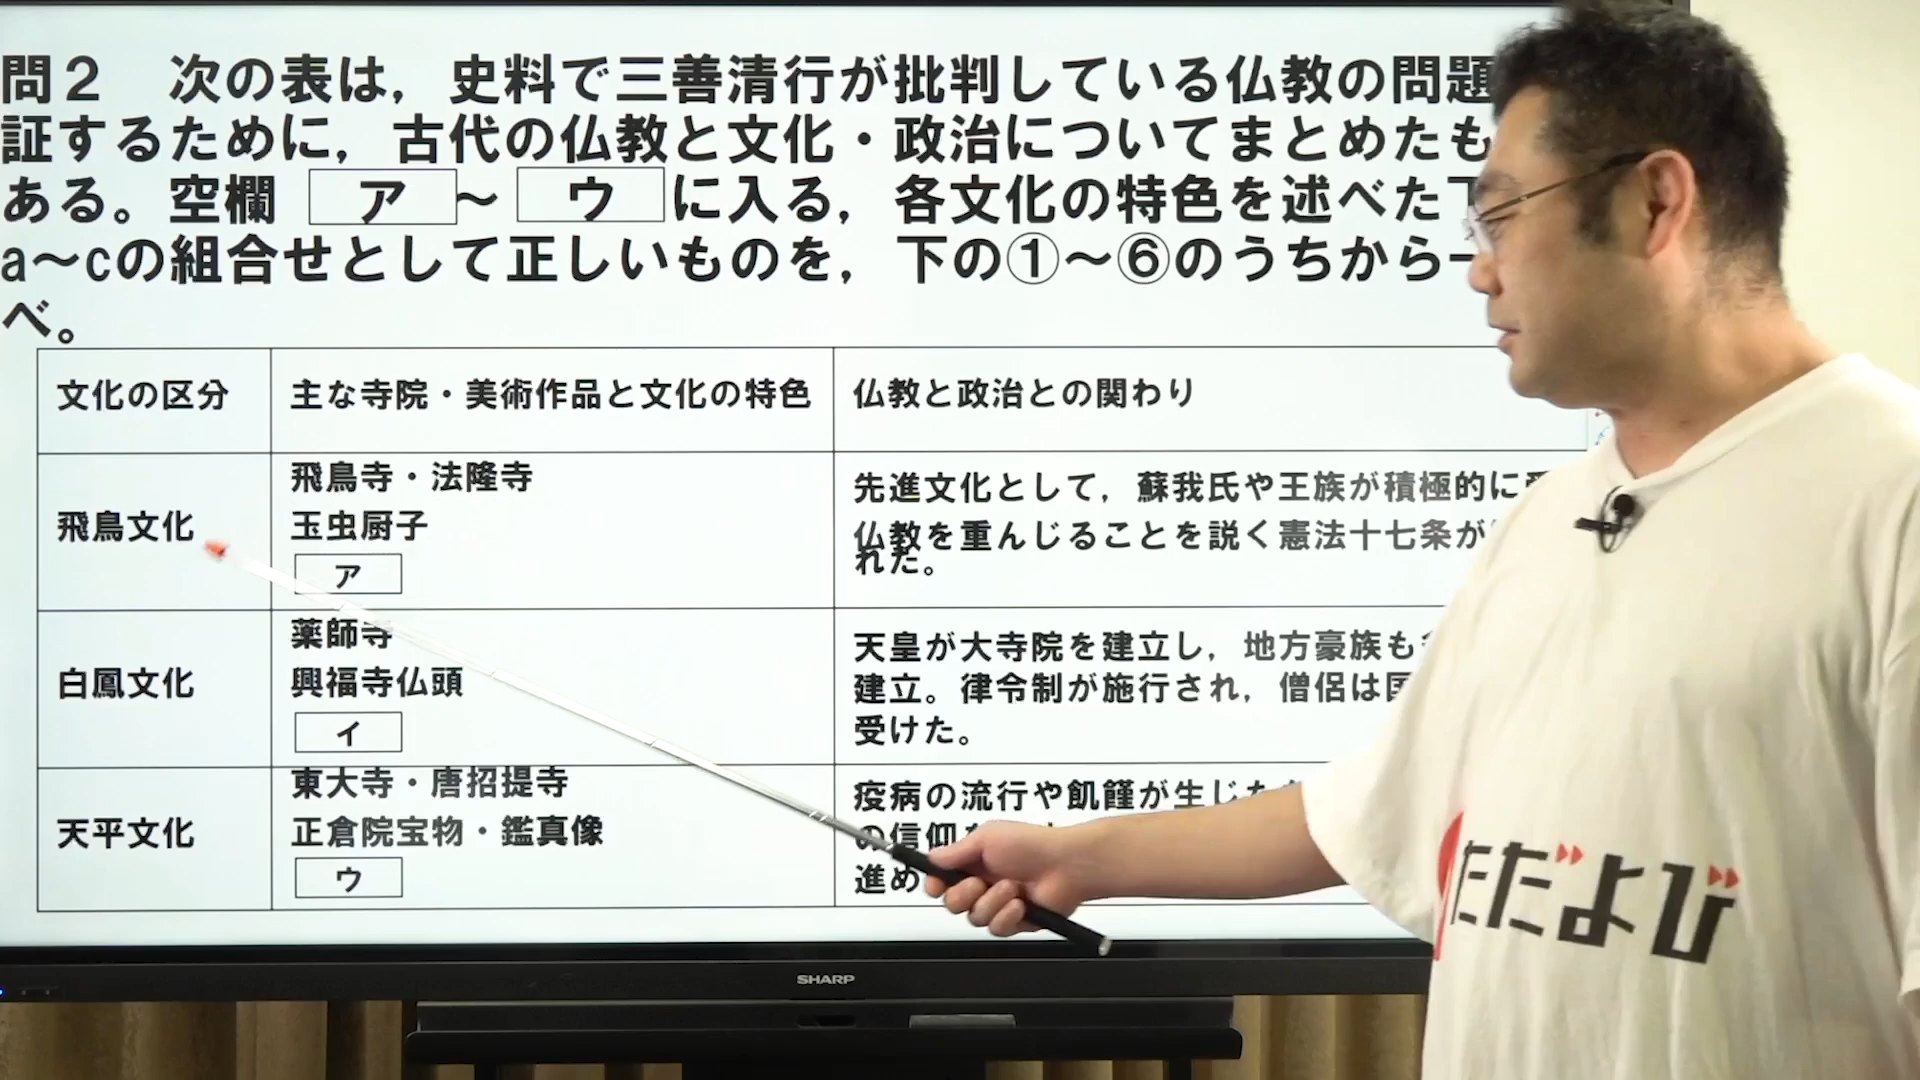 問２　次の表は，史料で三善清行が批判している仏教の問題
証するために，古代の仏教と文化・政治についてまとめたも
ある。空欄 ア ～ ウ に入る，各文化の特色を述べた
a～cの組合せとして正しいものを，下の①～⑥のうちから
べ。
文化の区分 主な寺院・美術作品と文化の特色 仏教と政治との関わり
飛鳥文化
飛鳥寺・法隆寺
玉虫厨子
ア
先進文化として，蘇我氏や王族が積極的に
仏教を重んじることを説く憲法十七条が
れた。
白鳳文化
薬師寺
興福寺仏頭
イ
天皇が大寺院を建立し，地方豪族も
建立。律令制が施行され，僧侶は国
受けた。
天平文化
東大寺・唐招提寺
正倉院宝物・鑑真像
ウ
疫病の流行や飢饉が生じた
の信仰
進め
SHARP
ただよび